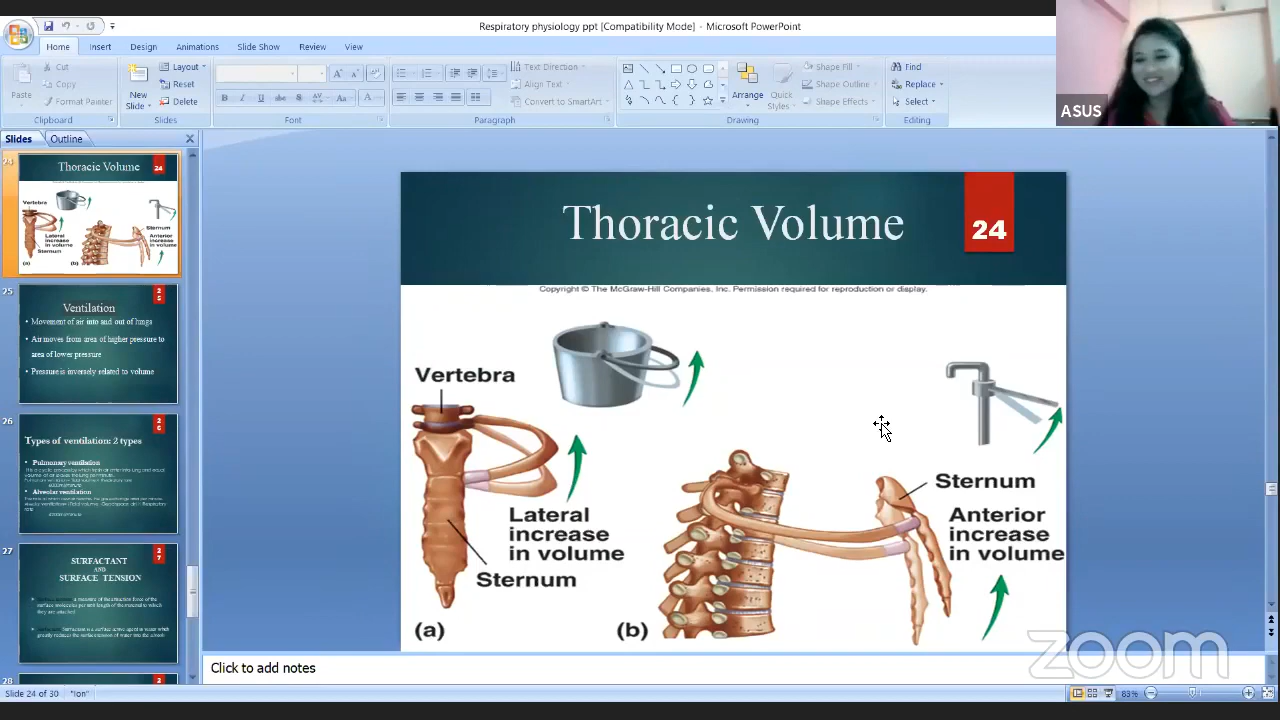 Respiratory physiology ppt [Compatibility Mode] - Microsoft PowerPoint
Home Insert Design Animations Slide Show Review View
Paste
Cut
Copy
Format Painter
Clipboard
New Slide
Layout
Reset
Delete
Slides
B I U S
Font
Text Direction
Align Text
Convert to SmartArt
Paragraph
Arrange
Quick Styles
Shape Fill
Shape Outline
Shape Effects
Drawing
Find
Replace
Select
Editing
ASUS
Slides Outline
Thoracic Volume 24
Vertebra
Lateral increase in volume
Sternum
Sternum
Anterior increase in volume
(a) (b)
25
Ventilation
• Movement of air into and out of lungs
• Air moves from area of higher pressure to
area of lower pressure
• Pressure is inversely related to volume
26
Types of ventilation: 2 types
• Pulmonary ventilation
• Alveolar ventilation
27
SURFACTANT
AND
SURFACE TENSION
28
Thoracic Volume
24
Copyright © The McGraw-Hill Companies, Inc. Permission required for reproduction or display.
Vertebra
Lateral
increase
in volume
Sternum
(a)
Sternum
Anterior
increase
in volume
(b)
zoom
Click to add notes
Slide 24 of 30 "Ion" 83%